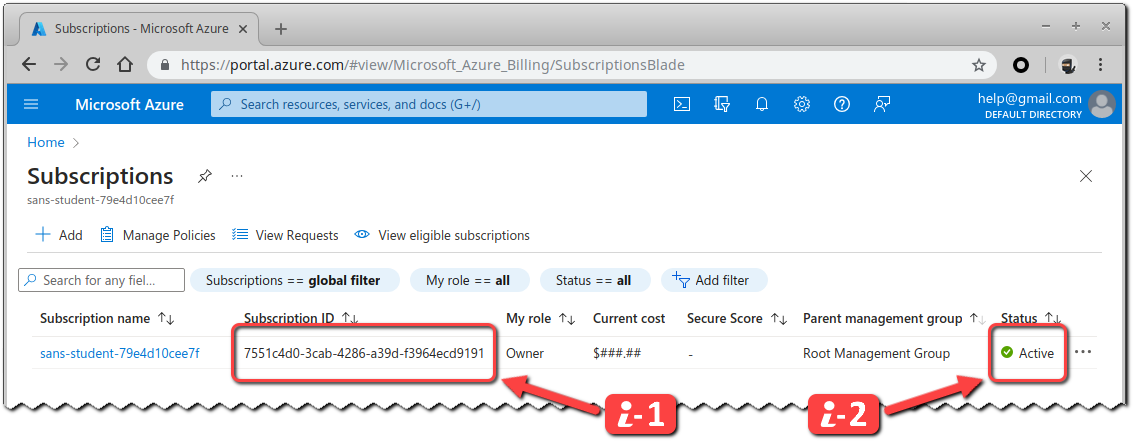 Subscriptions - Microsoft Azure
https://portal.azure.com/#view/Microsoft_Azure_Billing/SubscriptionsBlade
Microsoft Azure
Search resources, services, and docs (G+/)
help@gmail.com
DEFAULT DIRECTORY
Home
Subscriptions
sans-student-79e4d10cee7f
Add Manage Policies View Requests View eligible subscriptions
Search for any fiel... Subscriptions == global filter My role == all Status == all Add filter
Subscription name Subscription ID My role Current cost Secure Score Parent management group Status
sans-student-79e4d10cee7f 7551c4d0-3cab-4286-a39d-f3964ecd9191 Owner $###.## - Root Management Group Active
i-1 i-2